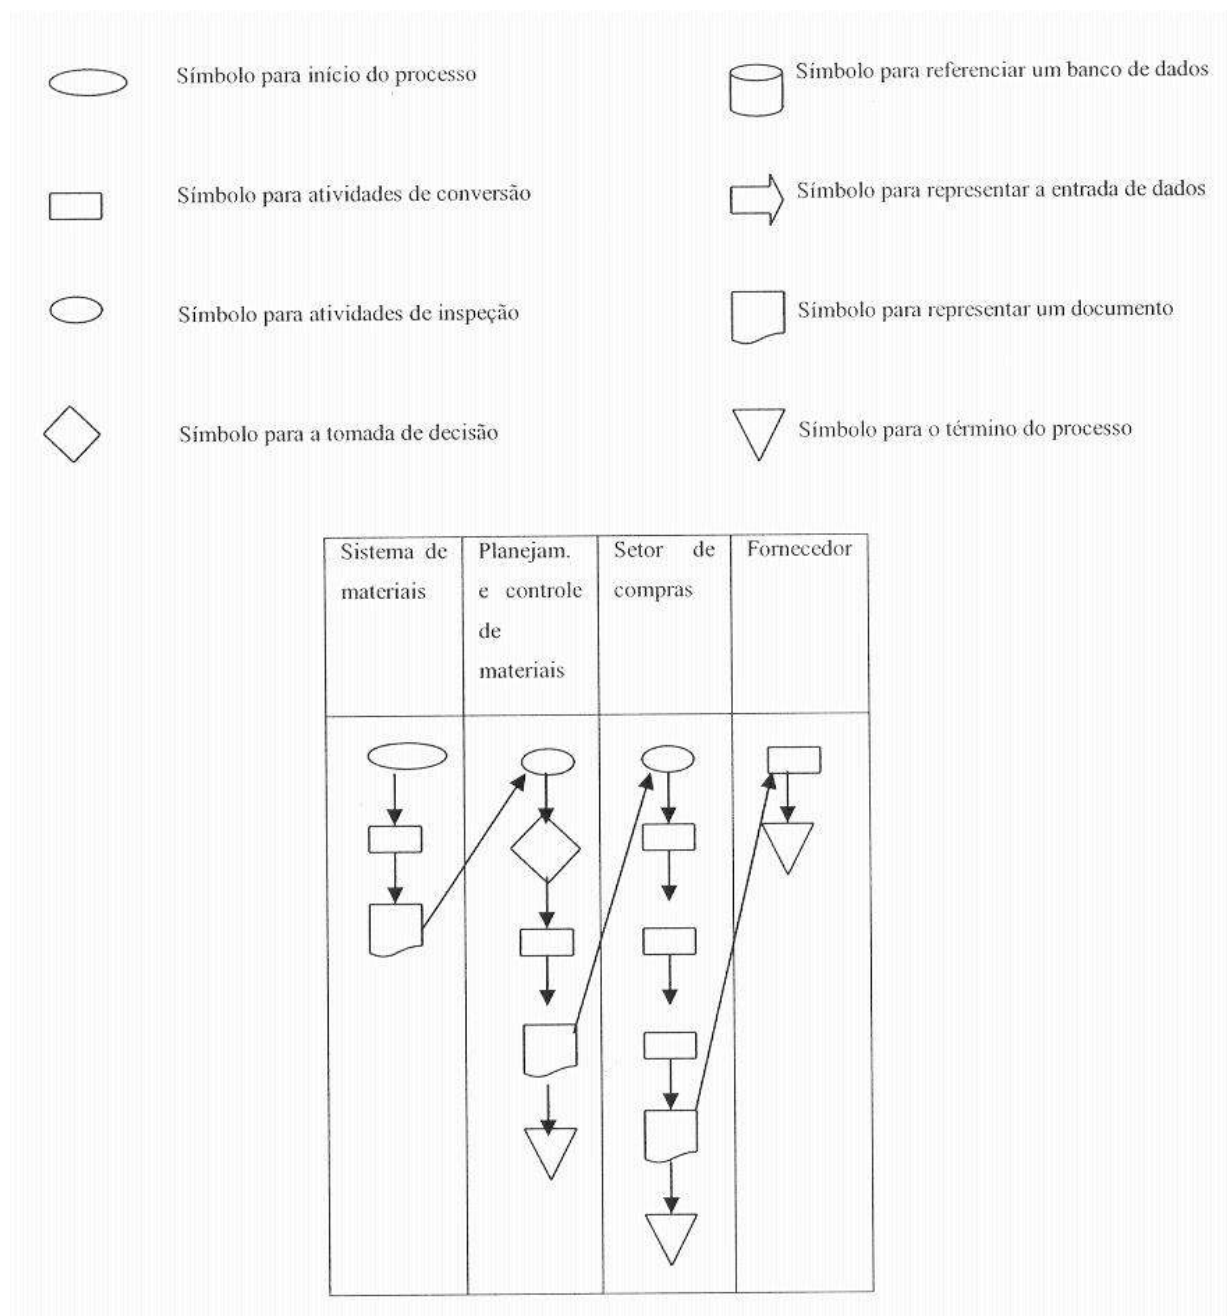 Símbolo para início do processo
Símbolo para referenciar um banco de dados
Símbolo para atividades de conversão
Símbolo para representar a entrada de dados
Símbolo para atividades de inspeção
Símbolo para representar um documento
Símbolo para a tomada de decisão
Símbolo para o término do processo
Sistema de
materiais
Planejam.
e controle
de
materiais
Setor de
compras
Fornecedor